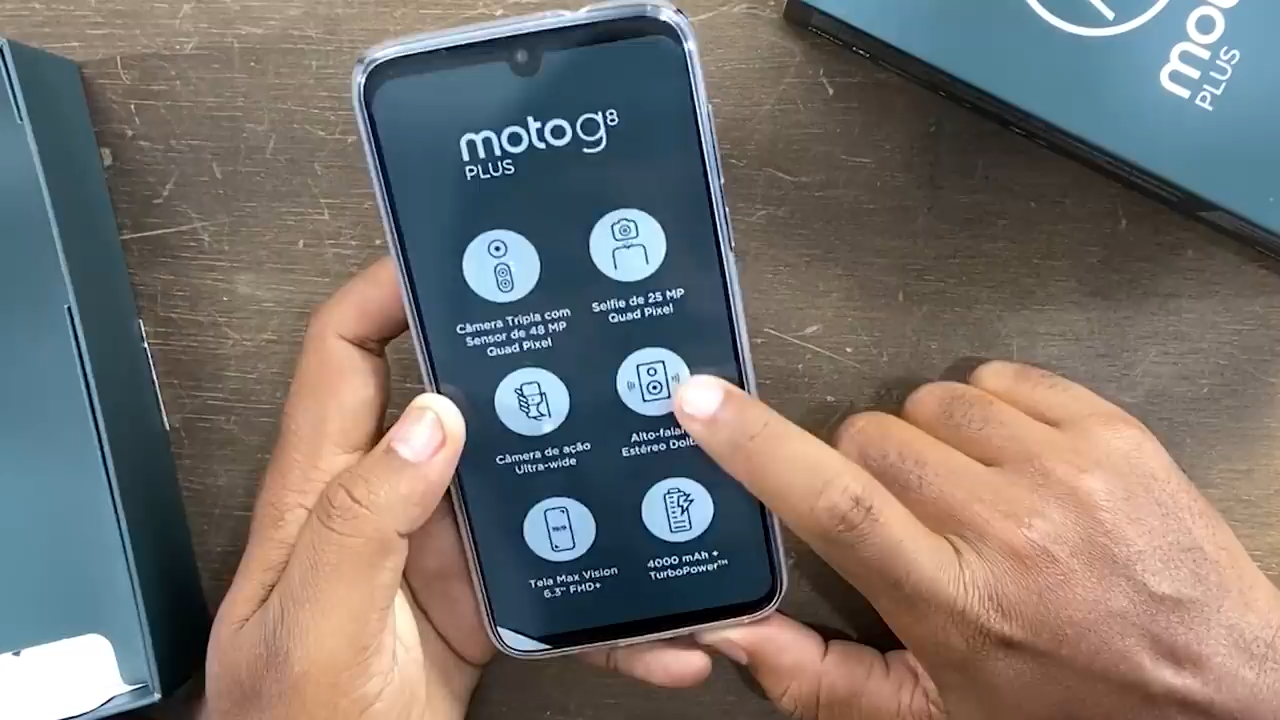 moto g8
PLUS
Câmera Tripla com
Sensor de 48 MP
Quad Pixel
Selfie de 25 MP
Quad Pixel
Câmera de ação
Ultra-wide
Estéreo
Tela Max Vision
6.3" FHD+
4000 mAh +
TurboPower™
PLUS